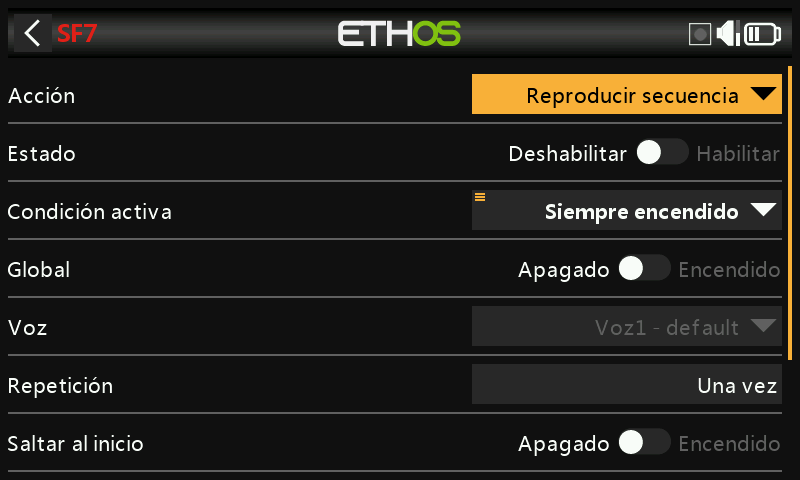 SF7
ETHOS
Acción
Reproducir secuencia
Estado
Deshabilitar Habilitar
Condición activa
Siempre encendido
Global
Apagado Encendido
Voz
Voz1 - default
Repetición
Una vez
Saltar al inicio
Apagado Encendido